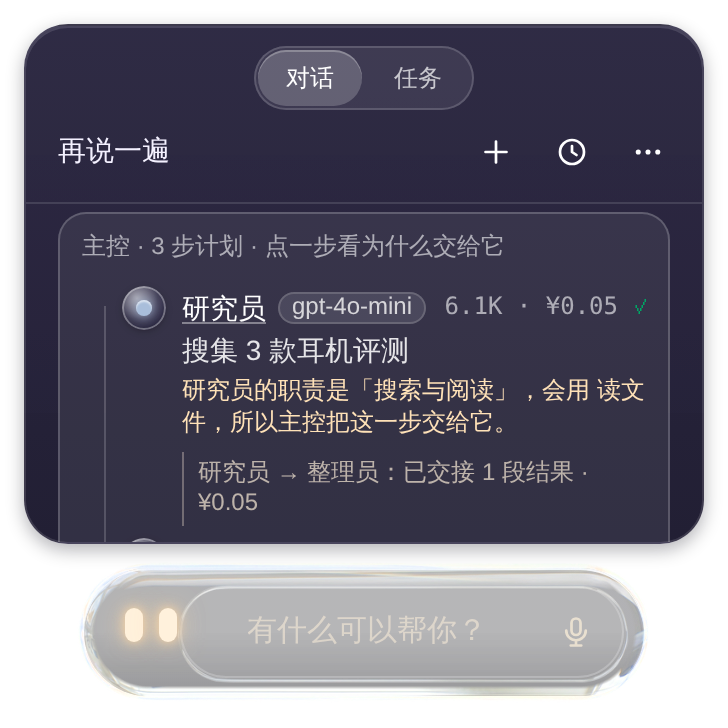 对话 任务
再说一遍
主控 · 3 步计划 · 点一步看为什么交给它
研究员 gpt-4o-mini 6.1K · ¥0.05 ✓
搜集 3 款耳机评测
研究员的职责是「搜索与阅读」，会用 读文
件，所以主控把这一步交给它。
研究员 → 整理员：已交接 1 段结果 ·
¥0.05
有什么可以帮你？